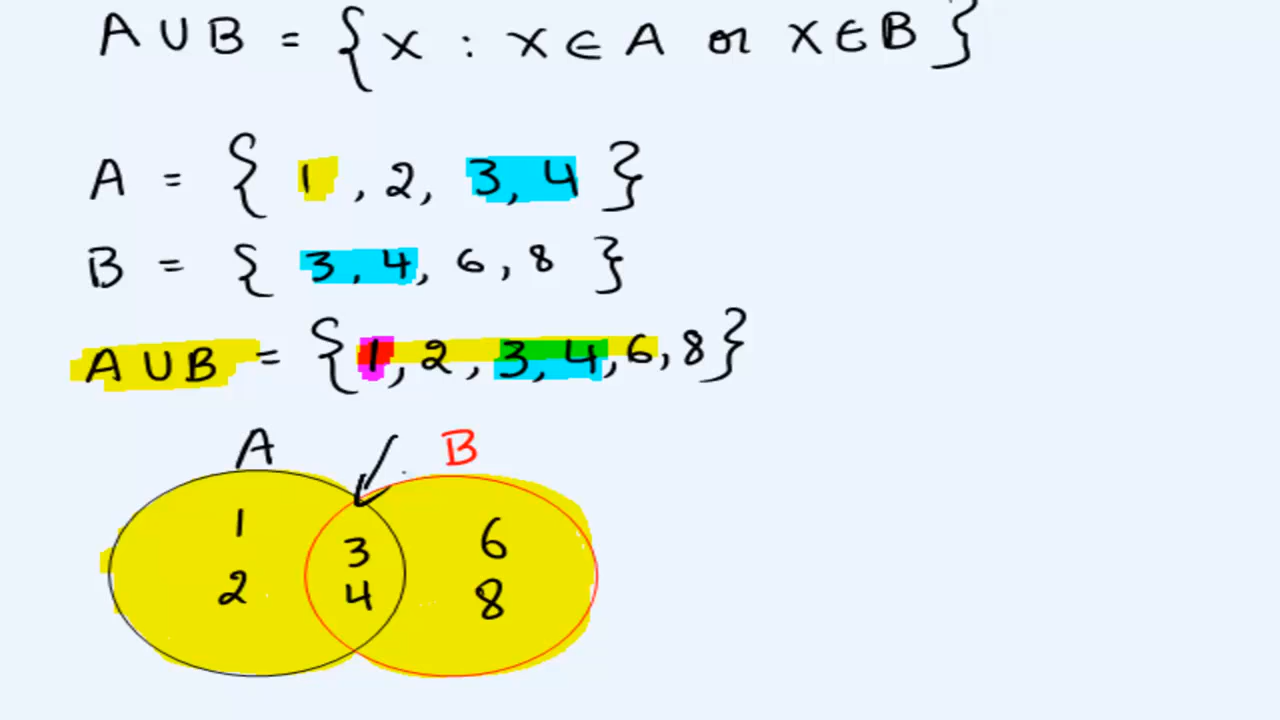 A ∪ B = {x : x ∈ A or x ∈ B}
A = { 1 , 2, 3, 4 }
B = { 3, 4, 6, 8 }
A ∪ B = {1, 2, 3, 4, 6, 8}
A B
1 3 6
2 4 8